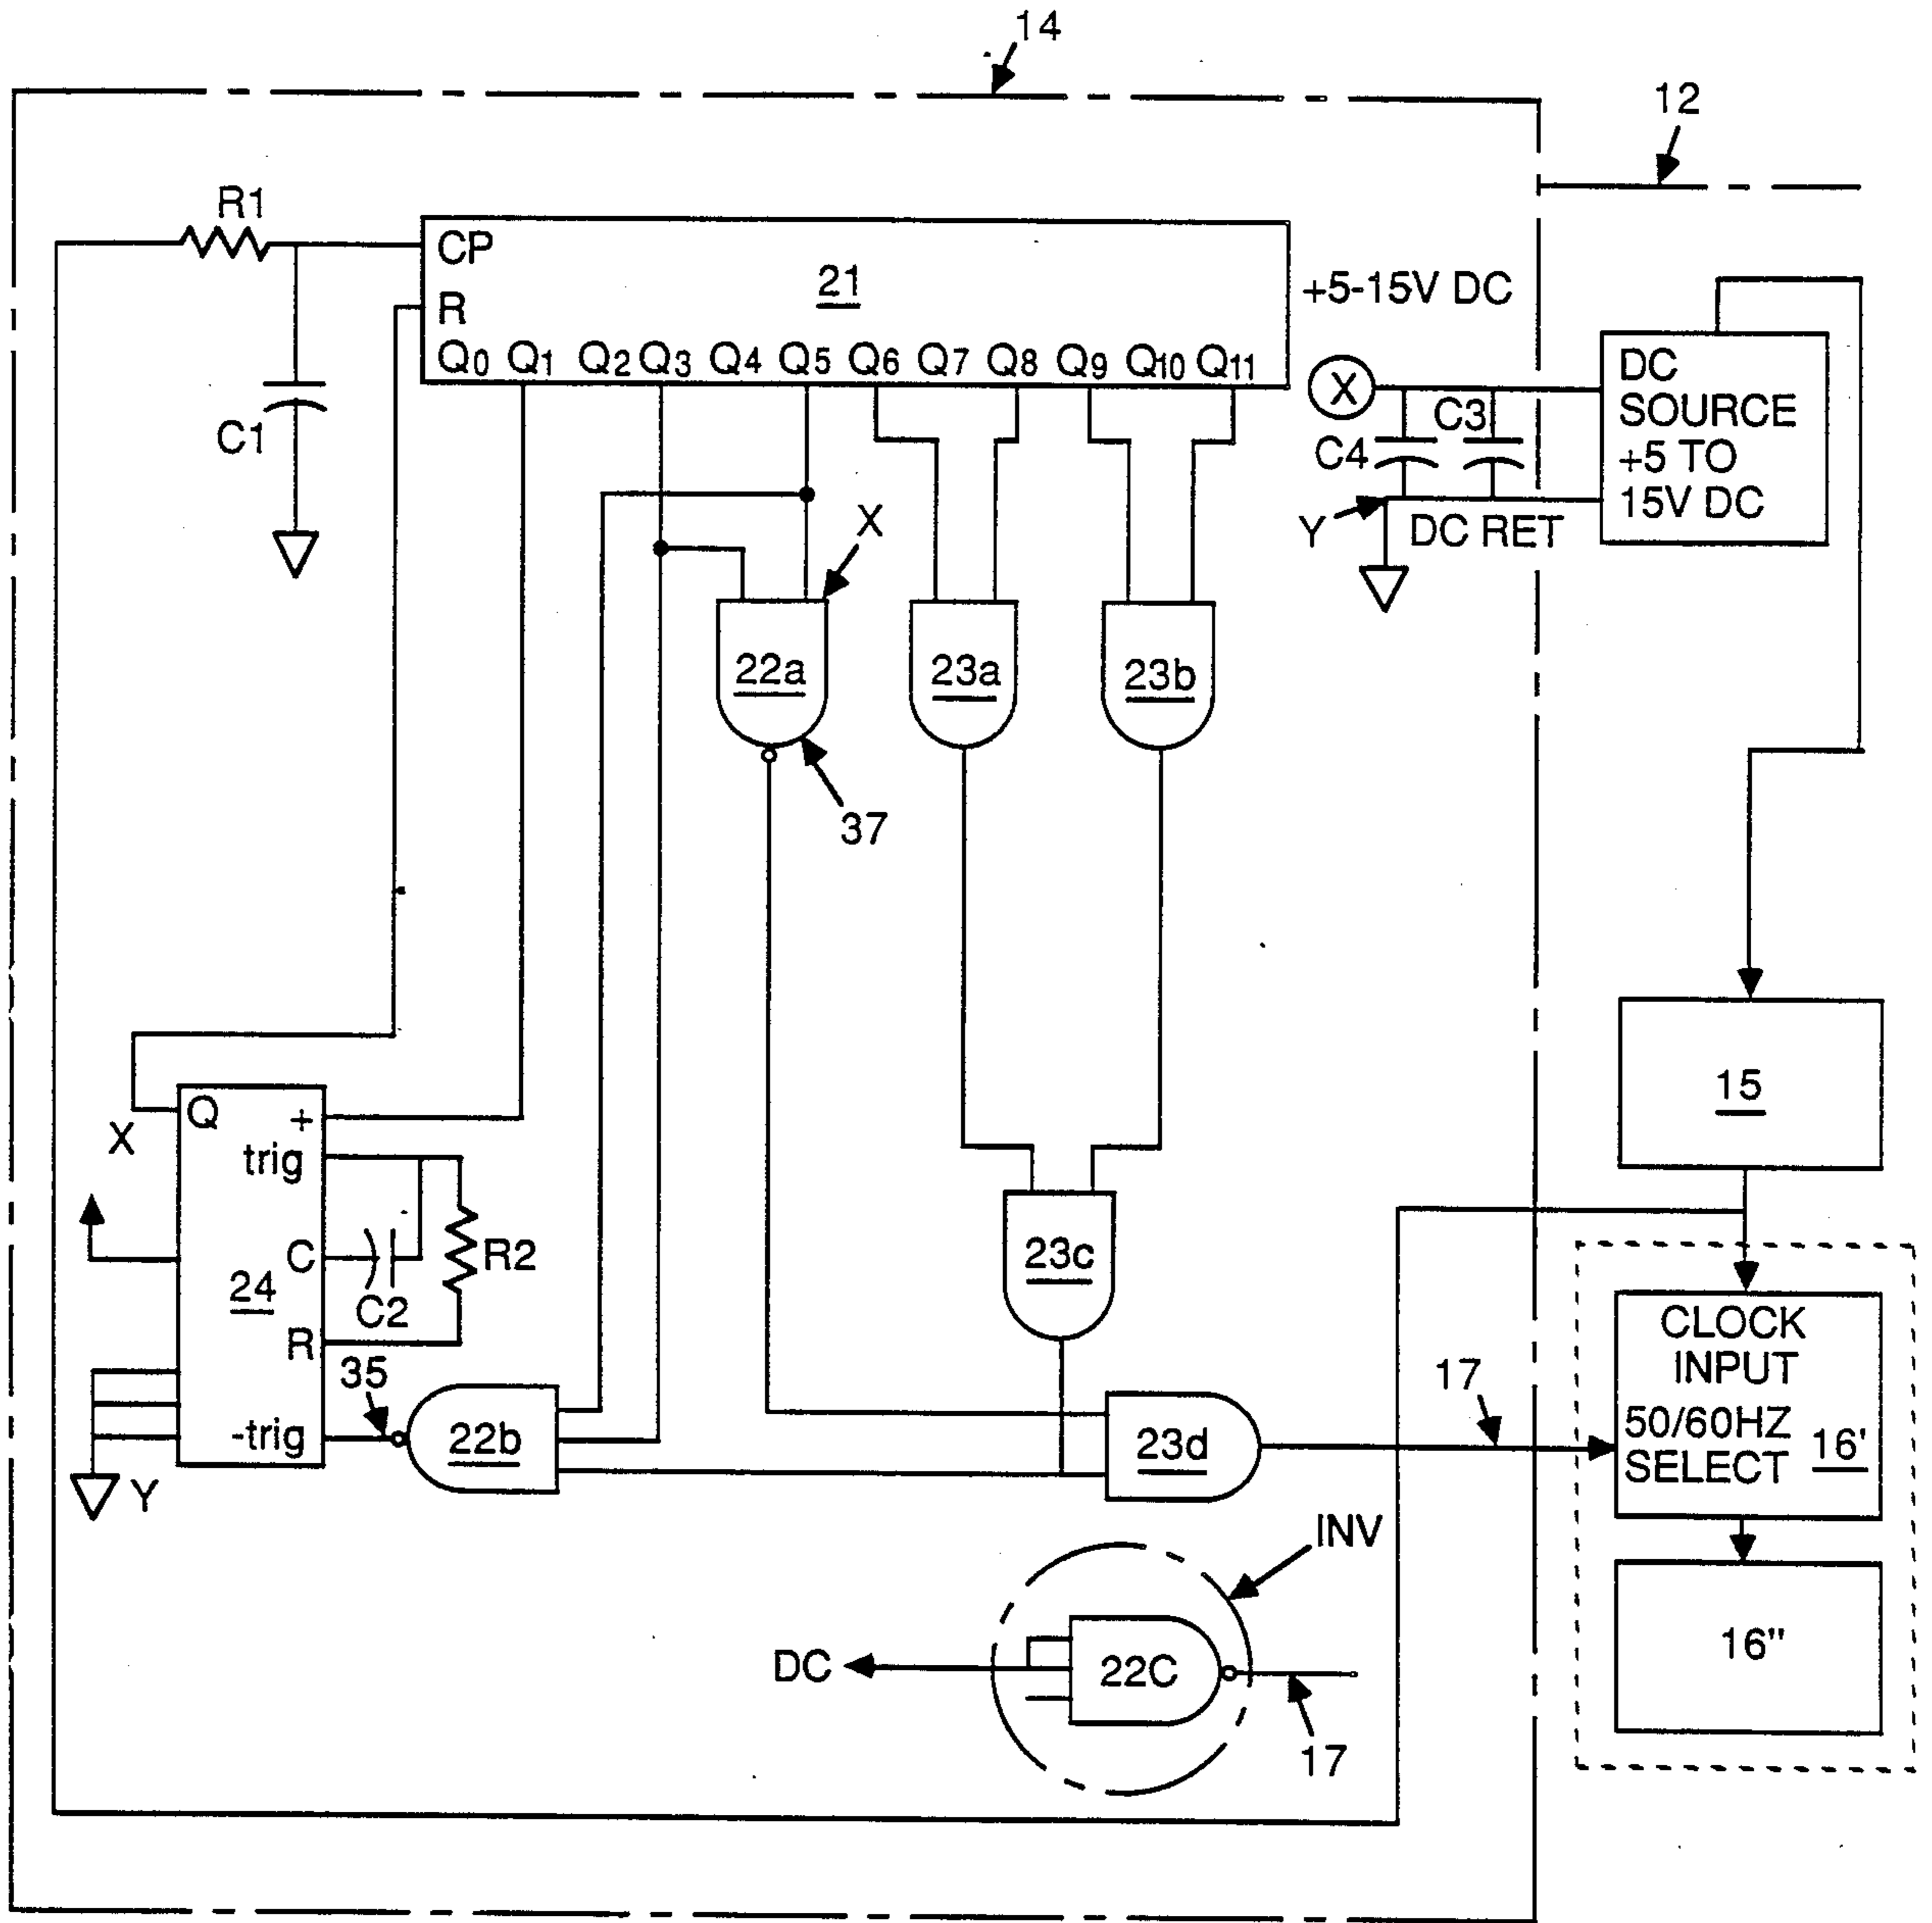 14
12
R1
CP
21
+5-15V DC
R
Q0 Q1 Q2 Q3 Q4 Q5 Q6 Q7 Q8 Q9 Q10 Q11
X
DC
SOURCE
+5 TO
15V DC
C3
C4
C1
X
Y
DC RET
22a
23a
23b
37
15
Q
+
trig
X
C
R2
23c
24
C2
R
35
-trig
22b
23d
17
CLOCK
INPUT
50/60HZ
SELECT
16'
Y
INV
DC
22C
16"
17